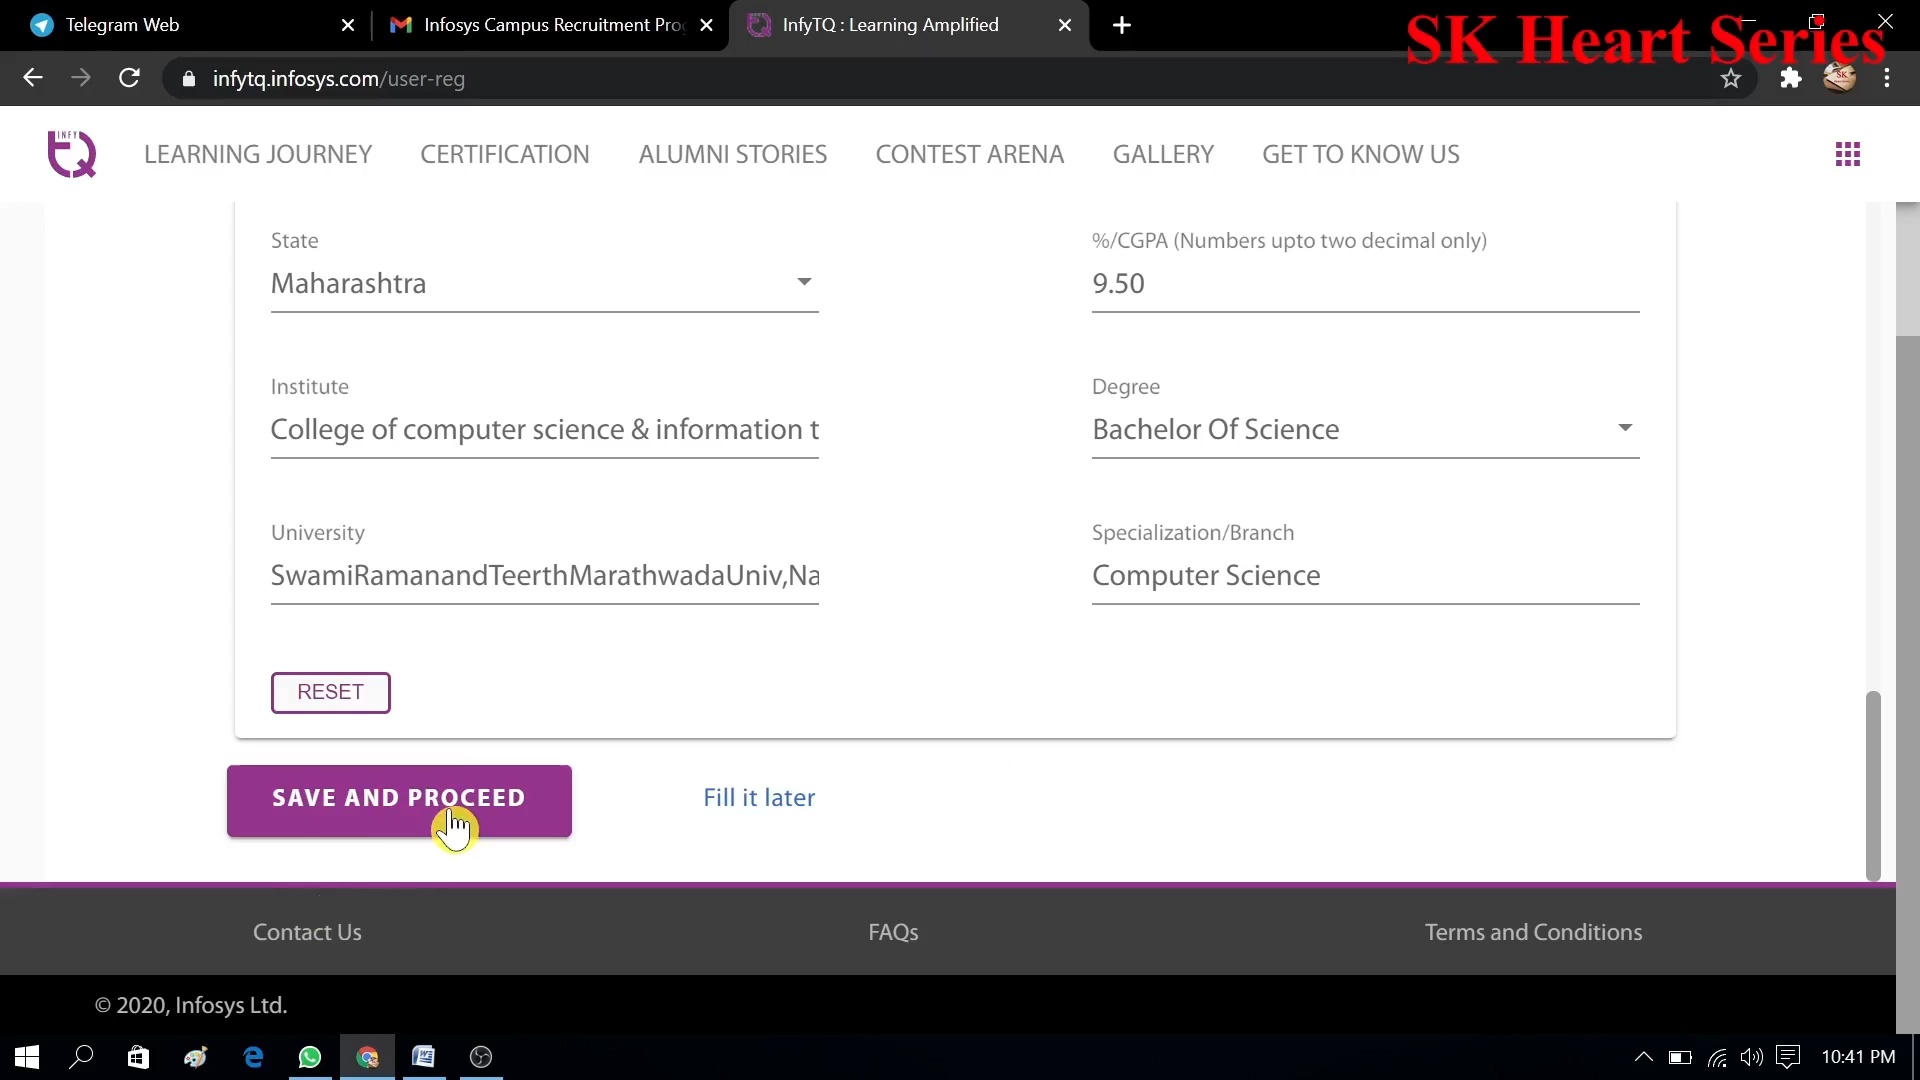 Telegram Web
Infosys Campus Recruitment Pro
InfyTQ : Learning Amplified
SK Heart Series
infytq.infosys.com/user-reg
SK
INFY
TQ
LEARNING JOURNEY
CERTIFICATION
ALUMNI STORIES
CONTEST ARENA
GALLERY
GET TO KNOW US
State
%/CGPA (Numbers upto two decimal only)
Maharashtra
9.50
Institute
Degree
College of computer science & information t
Bachelor Of Science
University
Specialization/Branch
SwamiRamanandTeerthMarathwadaUniv,Na
Computer Science
RESET
SAVE AND PROCEED
Fill it later
Contact Us
FAQs
Terms and Conditions
© 2020, Infosys Ltd.
10:41 PM